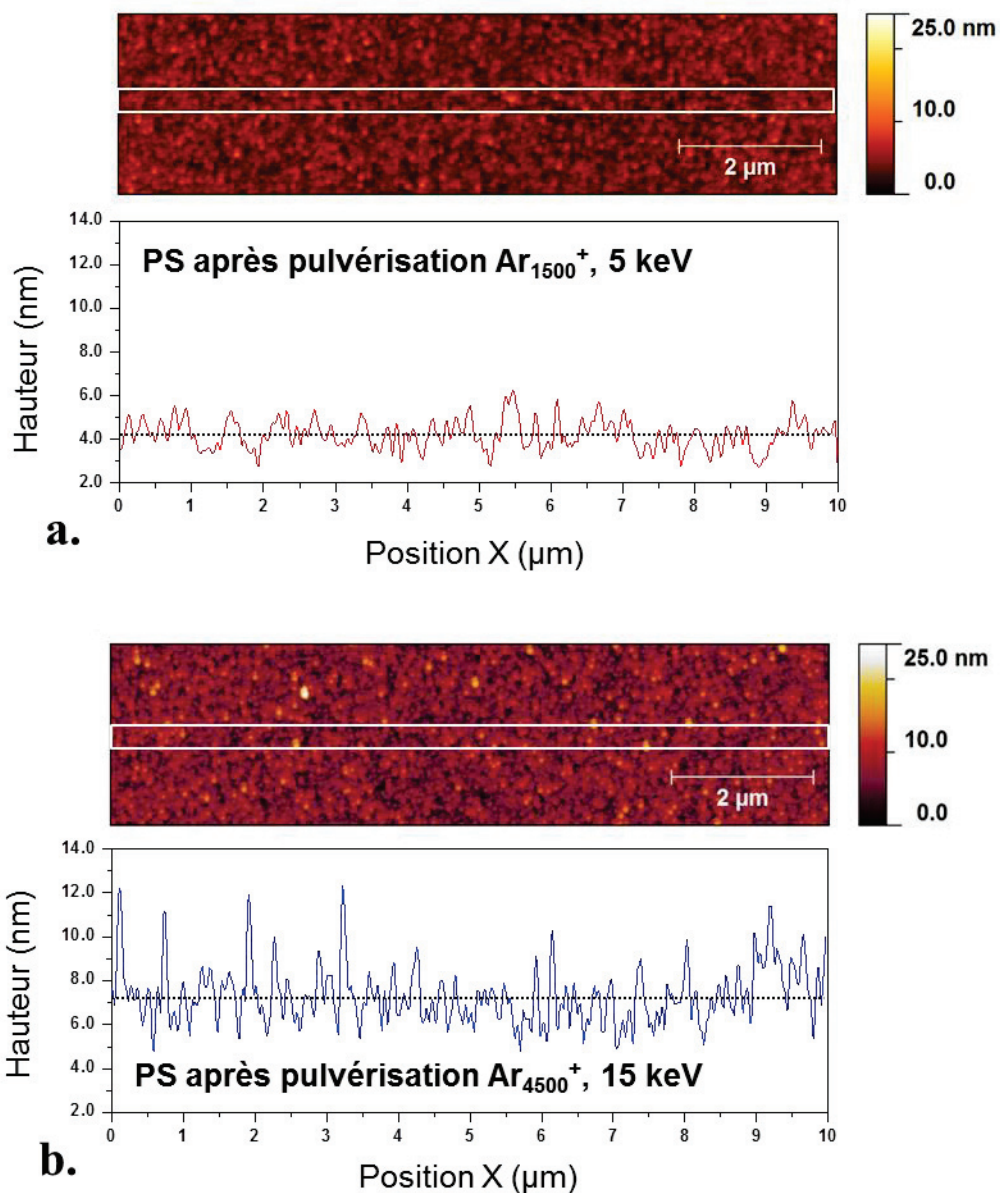 25.0 nm
10.0
0.0
2 µm
14.0
12.0
10.0
8.0
6.0
4.0
2.0
Hauteur (nm)
PS après pulvérisation Ar1500+, 5 keV
0 1 2 3 4 5 6 7 8 9 10
Position X (µm)
a.
25.0 nm
10.0
0.0
2 µm
14.0
12.0
10.0
8.0
6.0
4.0
2.0
Hauteur (nm)
PS après pulvérisation Ar4500+, 15 keV
0 1 2 3 4 5 6 7 8 9 10
Position X (µm)
b.